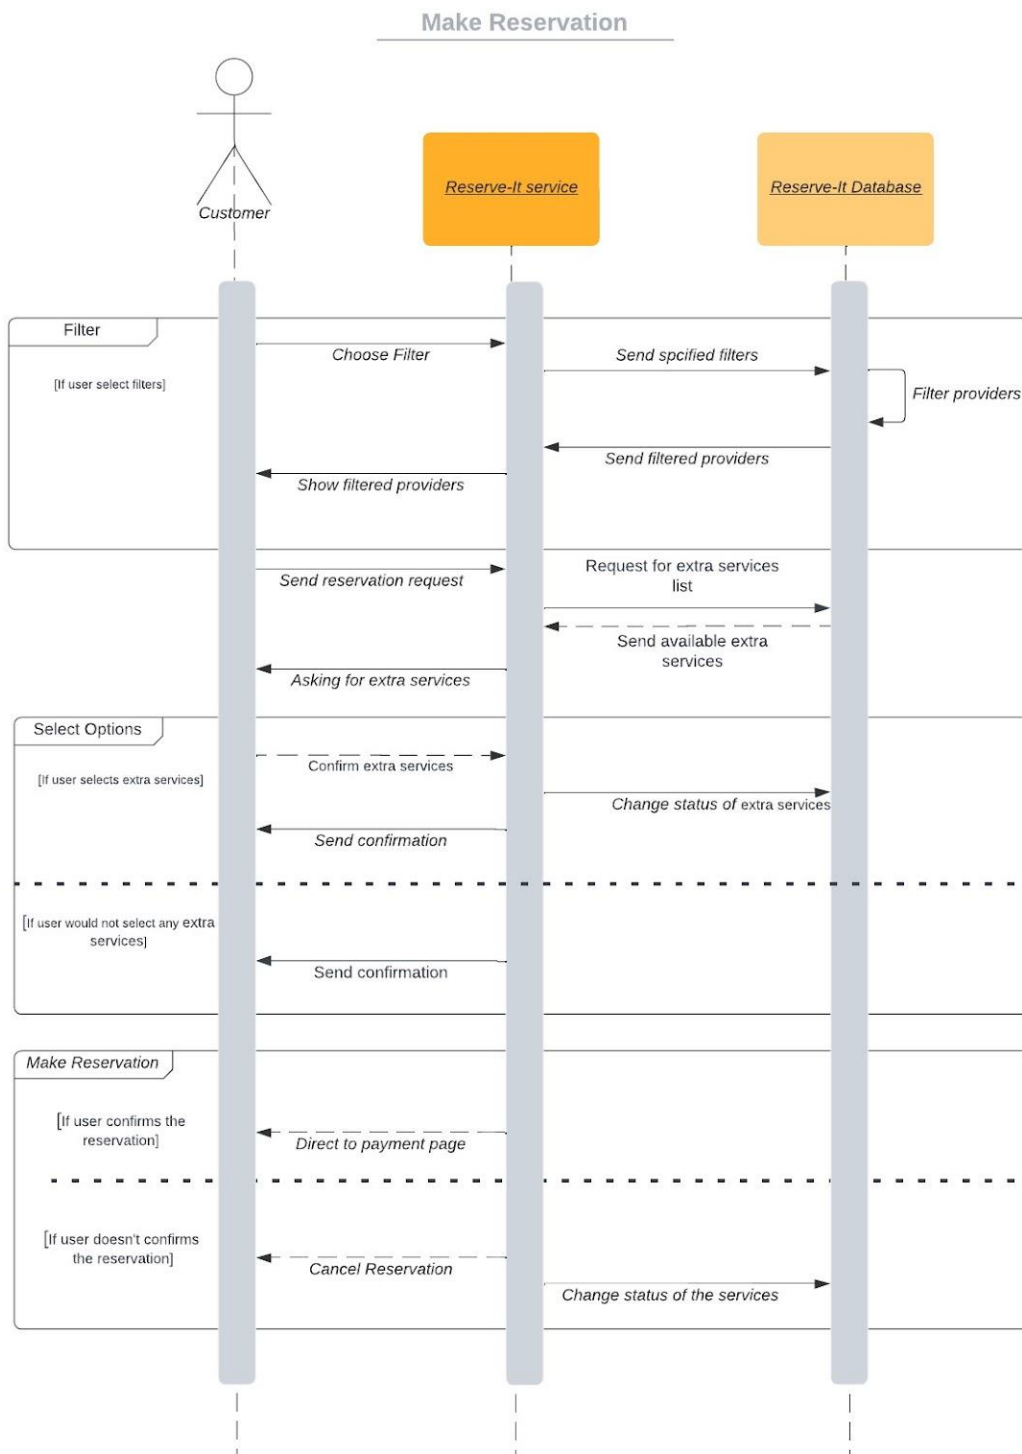 Make Reservation
Customer
Reserve-It service
Reserve-It Database
Filter
Choose Filter
Send spcified filters
[If user select filters]
Filter providers
Send filtered providers
Show filtered providers
Send reservation request
Request for extra services
list
Send available extra
services
Asking for extra services
Select Options
Confirm extra services
[If user selects extra services]
Change status of extra services
Send confirmation
[If user would not select any extra
services]
Send confirmation
Make Reservation
[If user confirms the
reservation]
Direct to payment page
[If user doesn't confirms
the reservation]
Cancel Reservation
Change status of the services